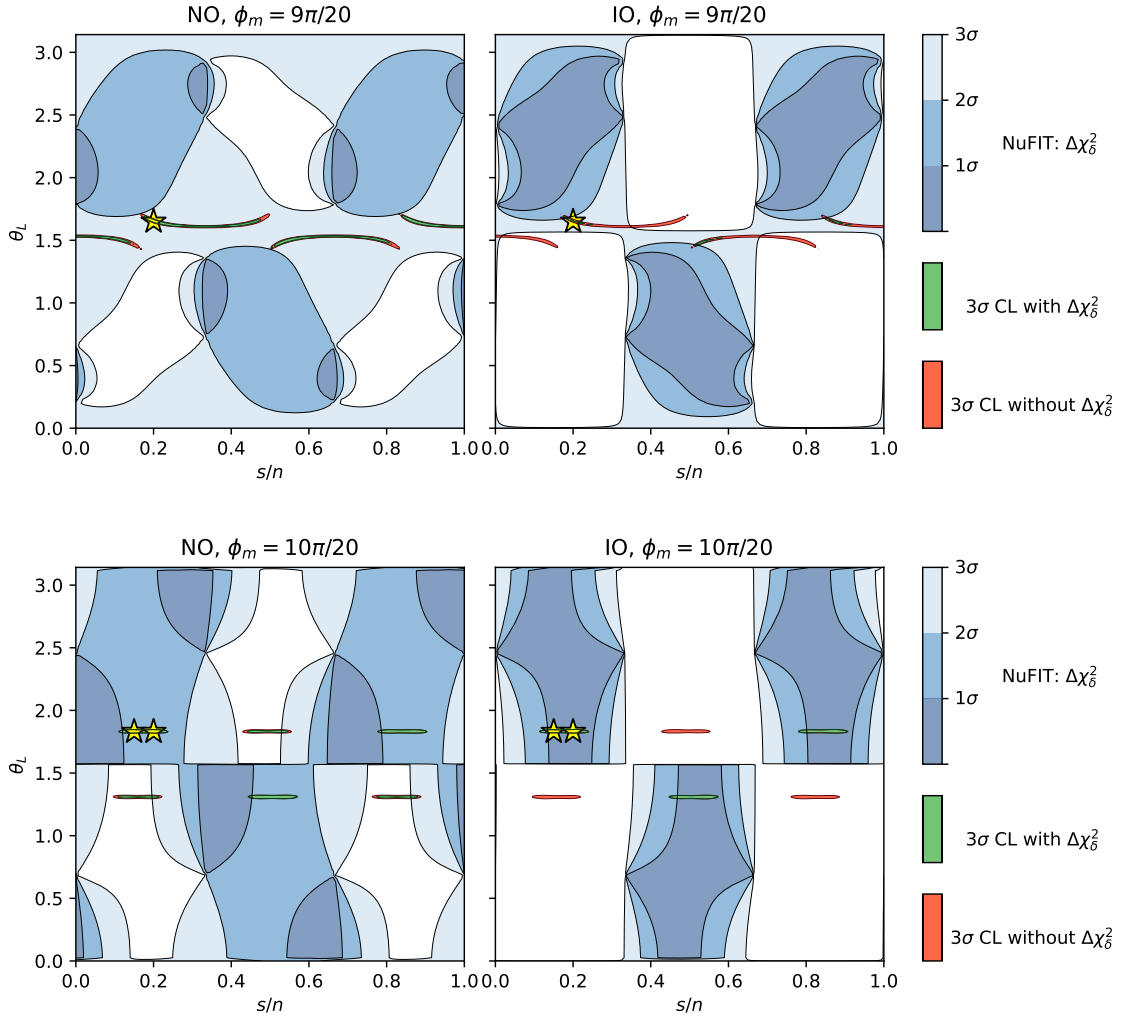 NO, ϕ_m = 9π/20
IO, ϕ_m = 9π/20
θ_L
3.0
2.5
2.0
1.5
1.0
0.5
0.0
0.0 0.2 0.4 0.6 0.8 1.0
s/n
0.0 0.2 0.4 0.6 0.8 1.0
s/n
3σ
2σ
1σ
NuFIT: Δχ²_δ
3σ CL with Δχ²_δ
3σ CL without Δχ²_δ
NO, ϕ_m = 10π/20
IO, ϕ_m = 10π/20
θ_L
3.0
2.5
2.0
1.5
1.0
0.5
0.0
0.0 0.2 0.4 0.6 0.8 1.0
s/n
0.0 0.2 0.4 0.6 0.8 1.0
s/n
3σ
2σ
1σ
NuFIT: Δχ²_δ
3σ CL with Δχ²_δ
3σ CL without Δχ²_δ